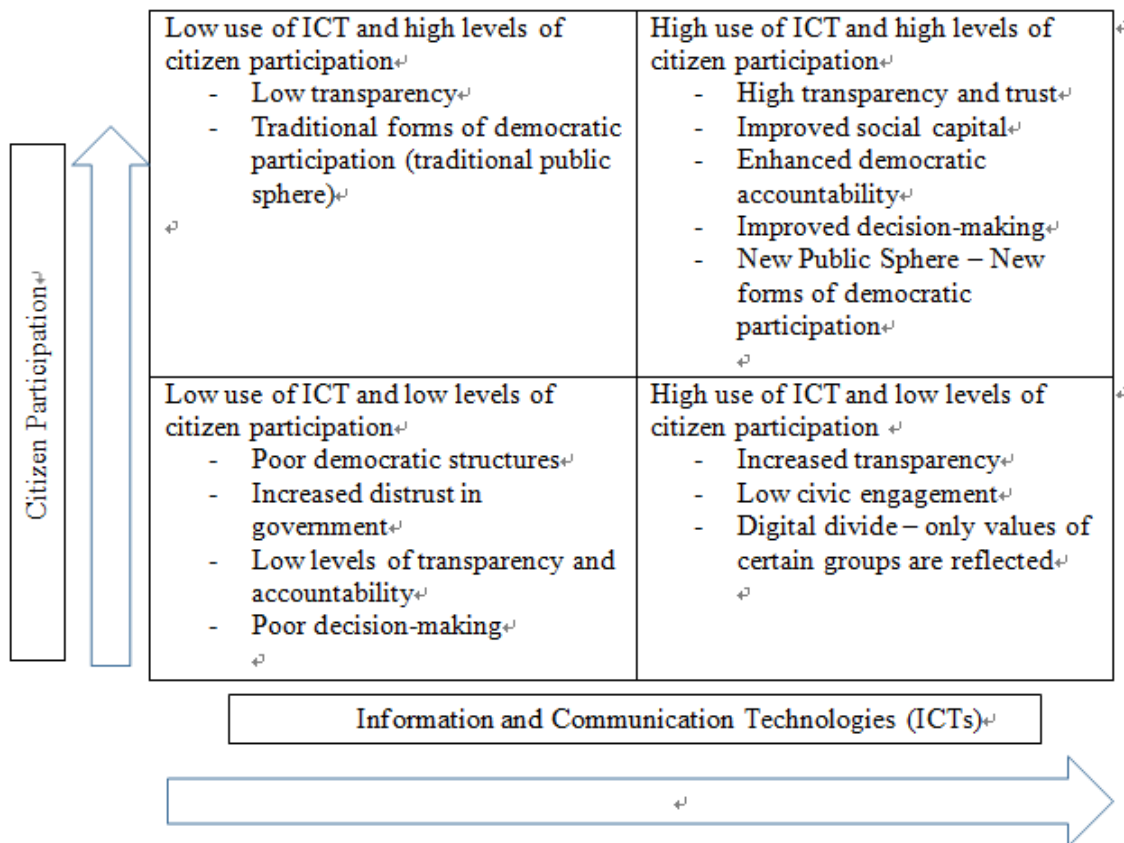 Low use of ICT and high levels of
citizen participation↵
- Low transparency↵
- Traditional forms of democratic
participation (traditional public
sphere)↵
↵
High use of ICT and high levels of
citizen participation↵
- High transparency and trust↵
- Improved social capital↵
- Enhanced democratic
accountability↵
- Improved decision-making↵
- New Public Sphere – New
forms of democratic
participation↵
↵
↵
Citizen Participation↵
Low use of ICT and low levels of
citizen participation↵
- Poor democratic structures↵
- Increased distrust in
government↵
- Low levels of transparency and
accountability↵
- Poor decision-making↵
↵
High use of ICT and low levels of
citizen participation ↵
- Increased transparency↵
- Low civic engagement↵
- Digital divide – only values of
certain groups are reflected↵
↵
↵
Information and Communication Technologies (ICTs)↵
↵